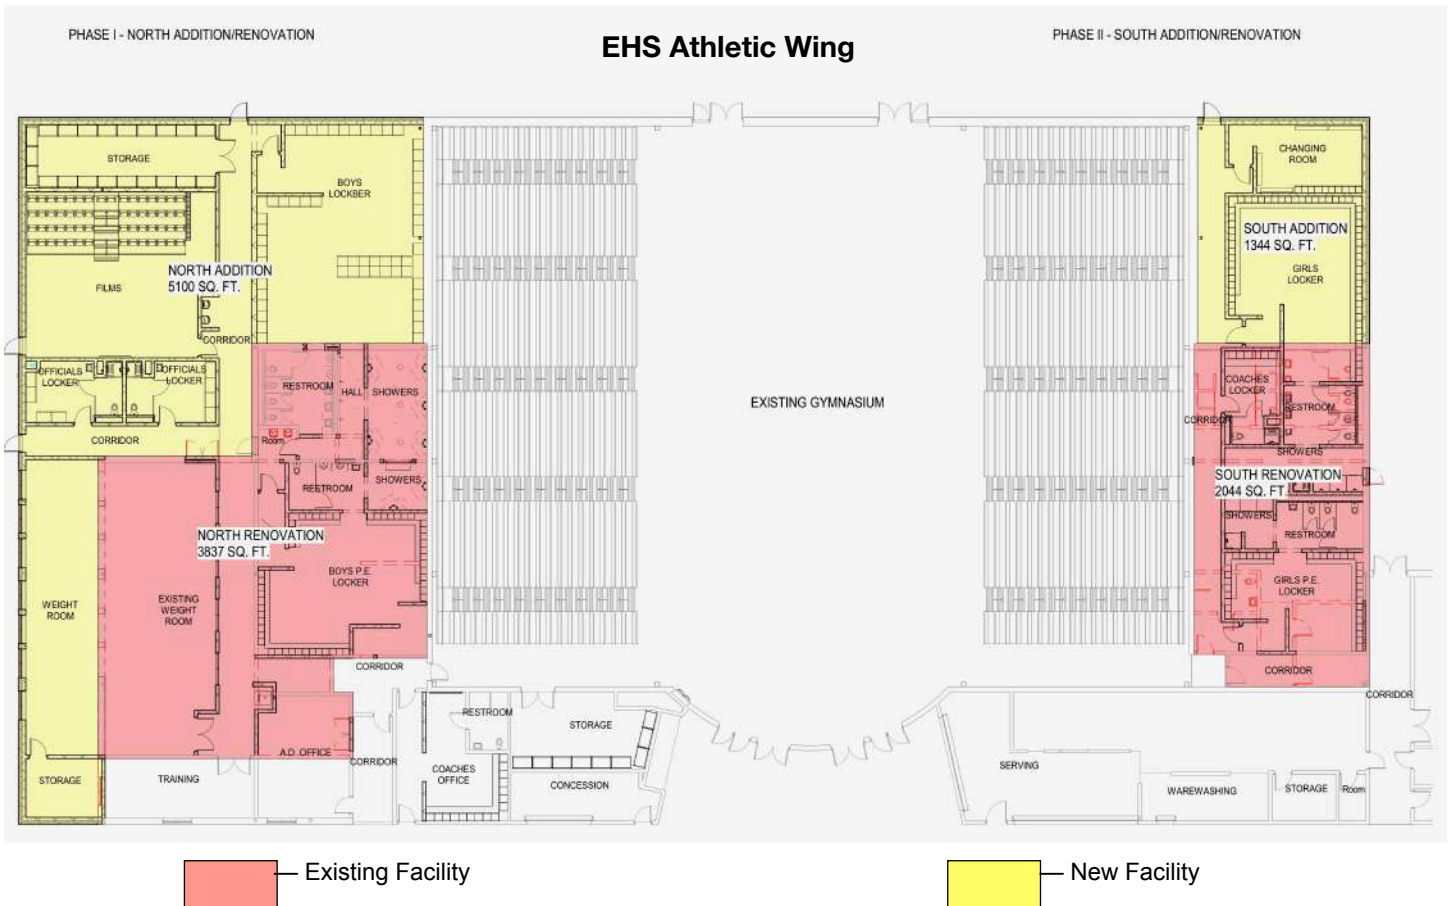 PHASE I - NORTH ADDITION/RENOVATION
EHS Athletic Wing
PHASE II - SOUTH ADDITION/RENOVATION
STORAGE
BOYS
LOCKBER
NORTH ADDITION
5100 SQ. FT.
FILMS
CORRIDOR
OFFICIALS
LOCKER
OFFICIALS
LOCKER
CORRIDOR
RESTROOM
HALL
SHOWERS
Room
RESTROOM
SHOWERS
NORTH RENOVATION
3837 SQ. FT.
BOYS P.E.
LOCKER
WEIGHT
ROOM
EXISTING
WEIGHT
ROOM
CORRIDOR
A.D. OFFICE
CORRIDOR
STORAGE
TRAINING
RESTROOM
STORAGE
COACHES
OFFICE
CONCESSION
EXISTING GYMNASIUM
CHANGING
ROOM
SOUTH ADDITION
1344 SQ. FT.
GIRLS
LOCKER
COACHES
LOCKER
RESTROOM
CORRIDOR
SHOWERS
SOUTH RENOVATION
2044 SQ. FT.
SHOWERS
RESTROOM
GIRLS P.E.
LOCKER
CORRIDOR
CORRIDOR
SERVING
WAREWASHING
STORAGE
Room
Existing Facility
New Facility